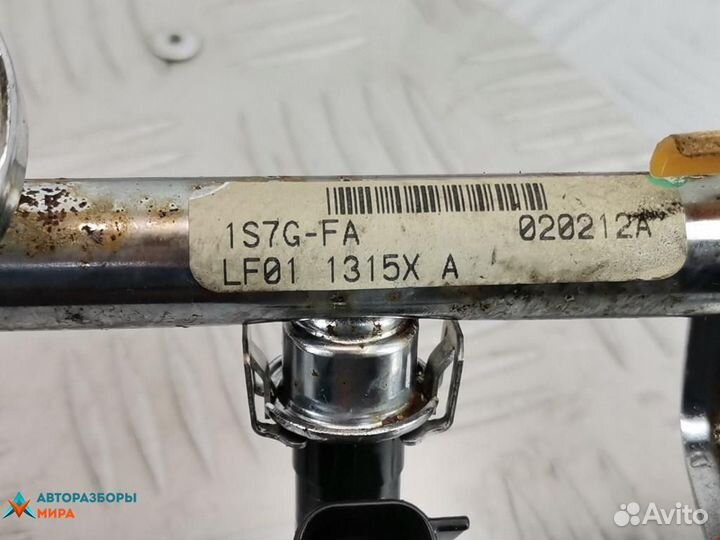 1S7G-FA 020212A
LF01 1315X A
АВТОРАЗБОРЫ
МИРА
Avito